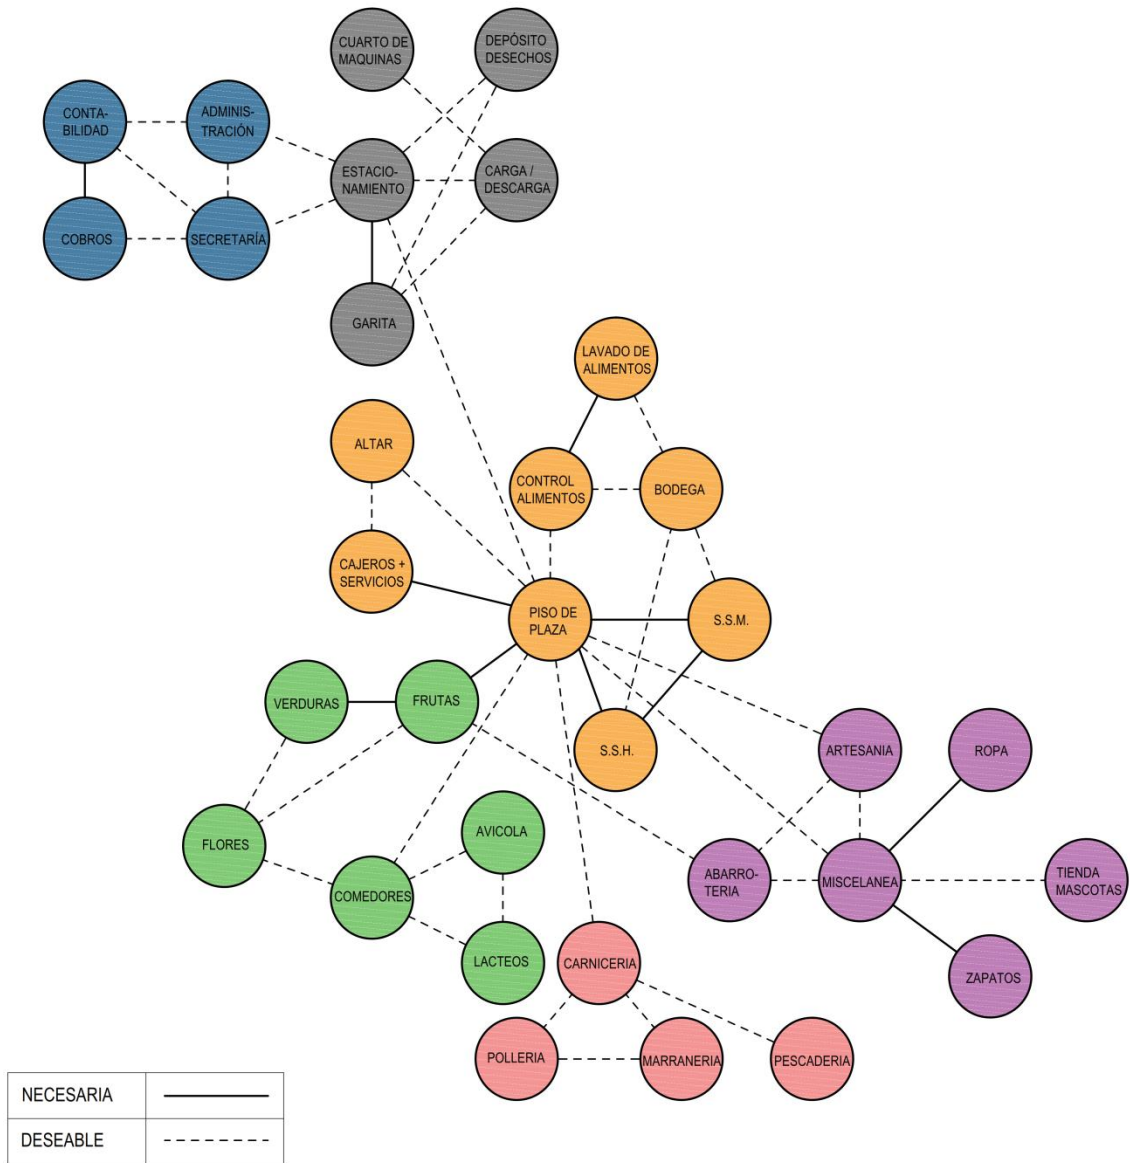 CUARTO DE
MAQUINAS
DEPÓSITO
DESECHOS
CONTA-
BILIDAD
ADMINIS-
TRACIÓN
ESTACIO-
NAMIENTO
CARGA /
DESCARGA
COBROS
SECRETARÍA
GARITA
LAVADO DE
ALIMENTOS
ALTAR
CONTROL
ALIMENTOS
BODEGA
CAJEROS +
SERVICIOS
PISO DE
PLAZA
S.S.M.
VERDURAS
FRUTAS
S.S.H.
ARTESANIA
ROPA
FLORES
AVICOLA
COMEDORES
ABARRO-
TERIA
MISCELANEA
TIENDA
MASCOTAS
LACTEOS
CARNICERIA
ZAPATOS
POLLERIA
MARRANERIA
PESCADERIA
NECESARIA
DESEABLE